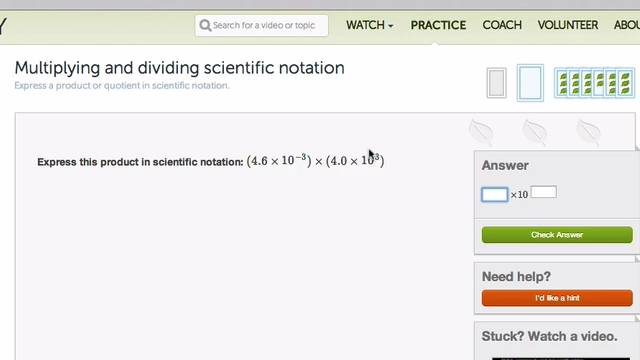 Y
Search for a video or topic
WATCH PRACTICE COACH VOLUNTEER ABOU
Multiplying and dividing scientific notation
Express a product or quotient in scientific notation.
Express this product in scientific notation: (4.6 × 10⁻³) × (4.0 × 10³)
Answer
×10
Check Answer
Need help?
I'd like a hint
Stuck? Watch a video.